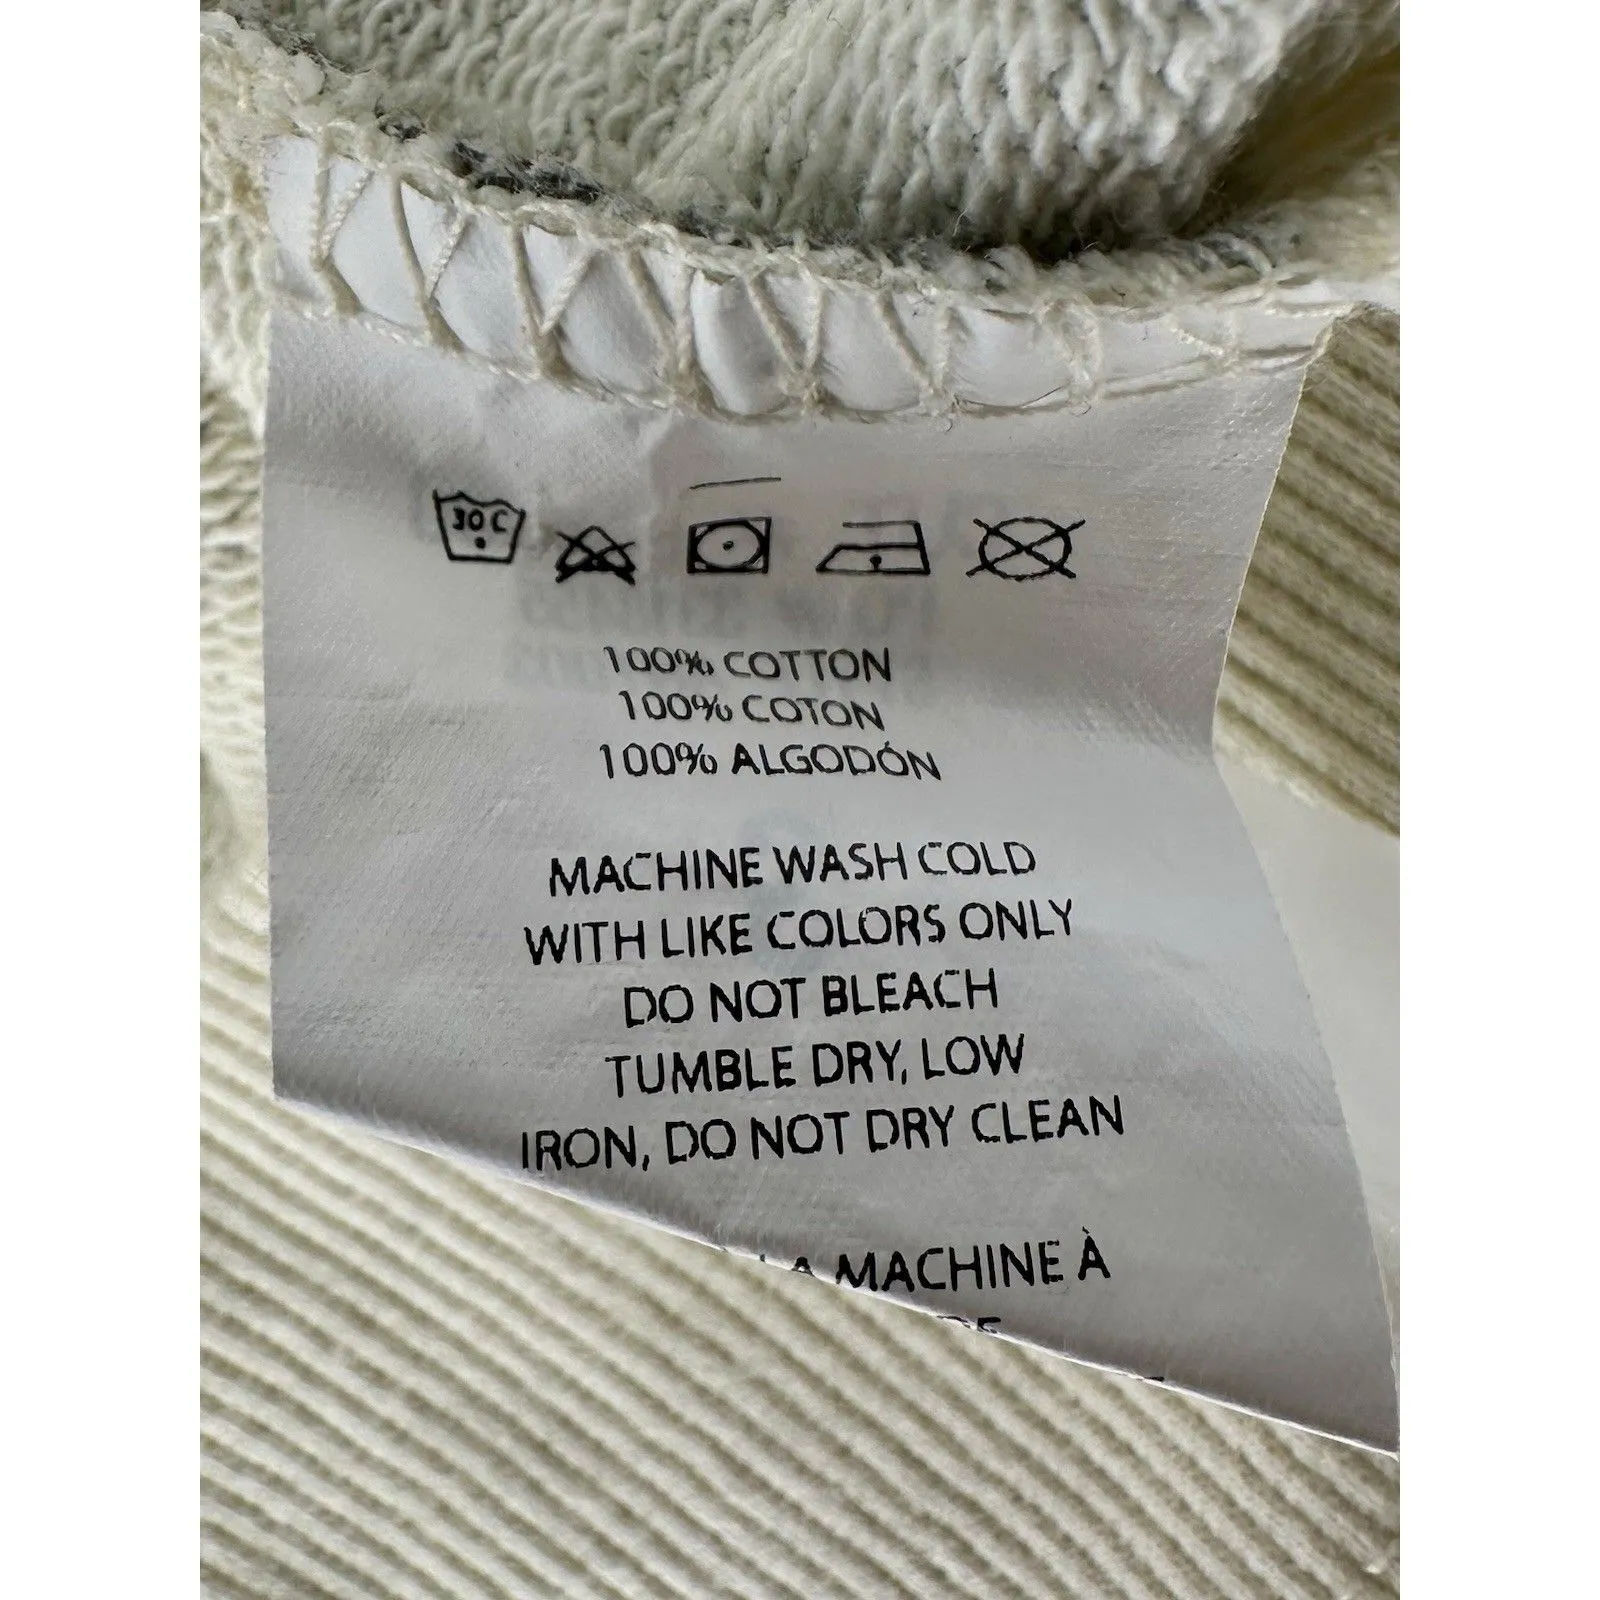 30C
100% COTTON
100% COTON
100% ALGODÓN
MACHINE WASH COLD
WITH LIKE COLORS ONLY
DO NOT BLEACH
TUMBLE DRY, LOW
IRON, DO NOT DRY CLEAN
LA MACHINE À